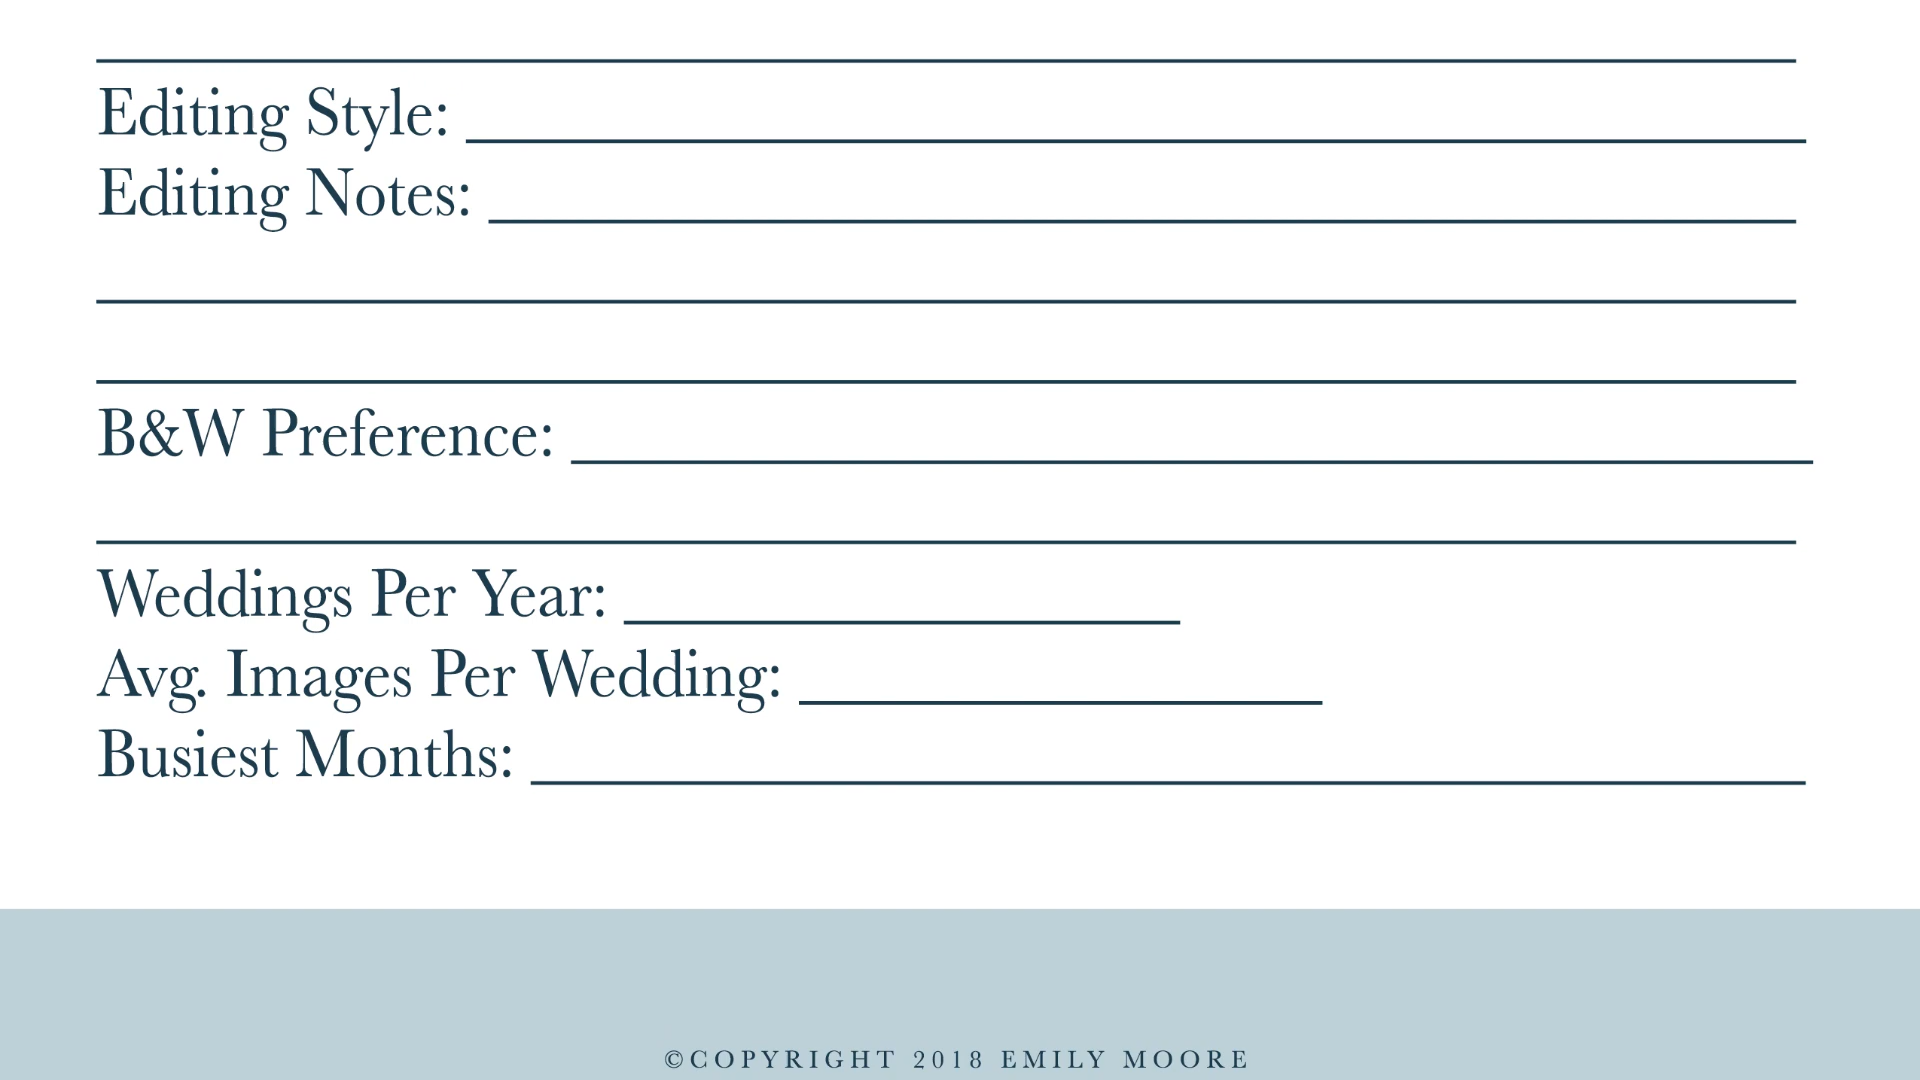 Editing Style:
Editing Notes:
B&W Preference:
Weddings Per Year:
Avg. Images Per Wedding:
Busiest Months:
©COPYRIGHT 2018 EMILY MOORE